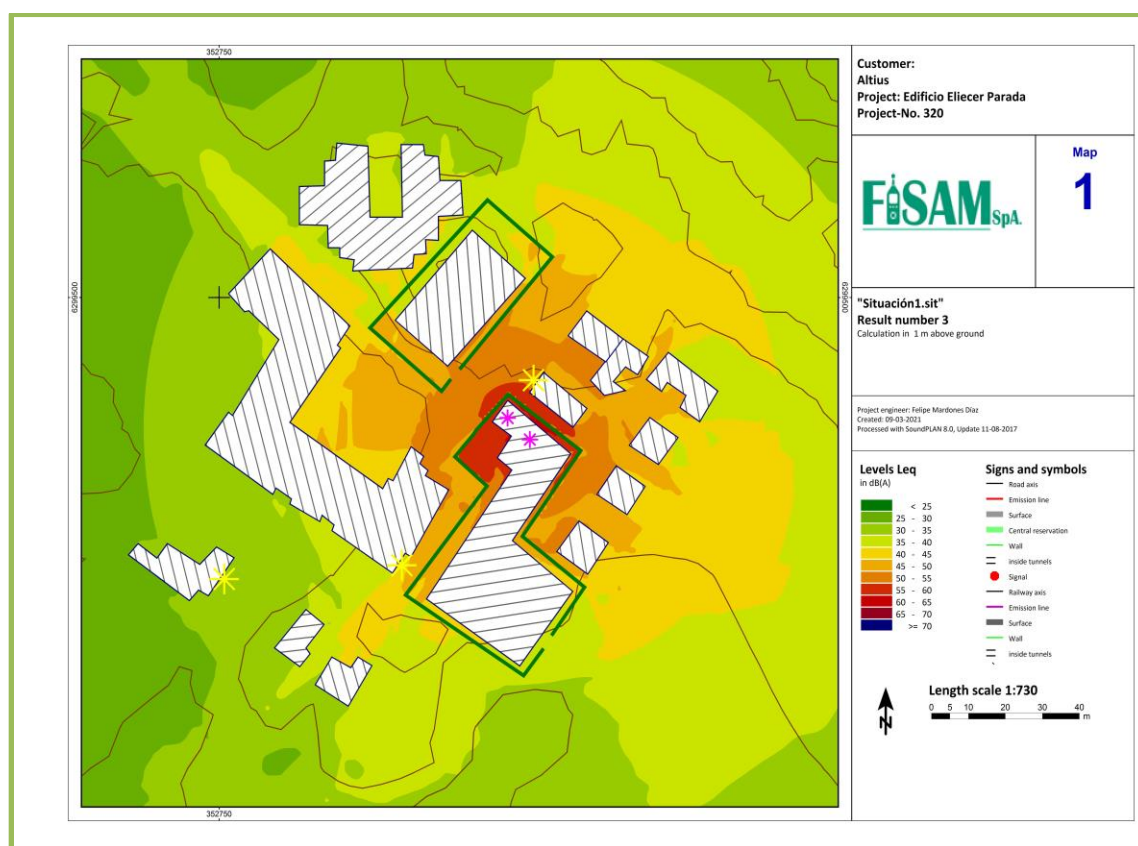 352750
6299500
6299500
352750
Customer:
Altius
Project: Edificio Eliecer Parada
Project-No. 320
FISAM SpA.
Map
1
"Situación1.sit"
Result number 3
Calculation in 1 m above ground
Project engineer: Felipe Mardones Díaz
Created: 09-03-2021
Processed with SoundPLAN 8.0, Update 11-08-2017
Levels Leq
in dB(A)
< 25
25 - 30
30 - 35
35 - 40
40 - 45
45 - 50
50 - 55
55 - 60
60 - 65
65 - 70
>= 70
Signs and symbols
Road axis
Emission line
Surface
Central reservation
Wall
inside tunnels
Signal
Railway axis
Emission line
Surface
Wall
inside tunnels
N
Length scale 1:730
0 5 10 20 30 40
m